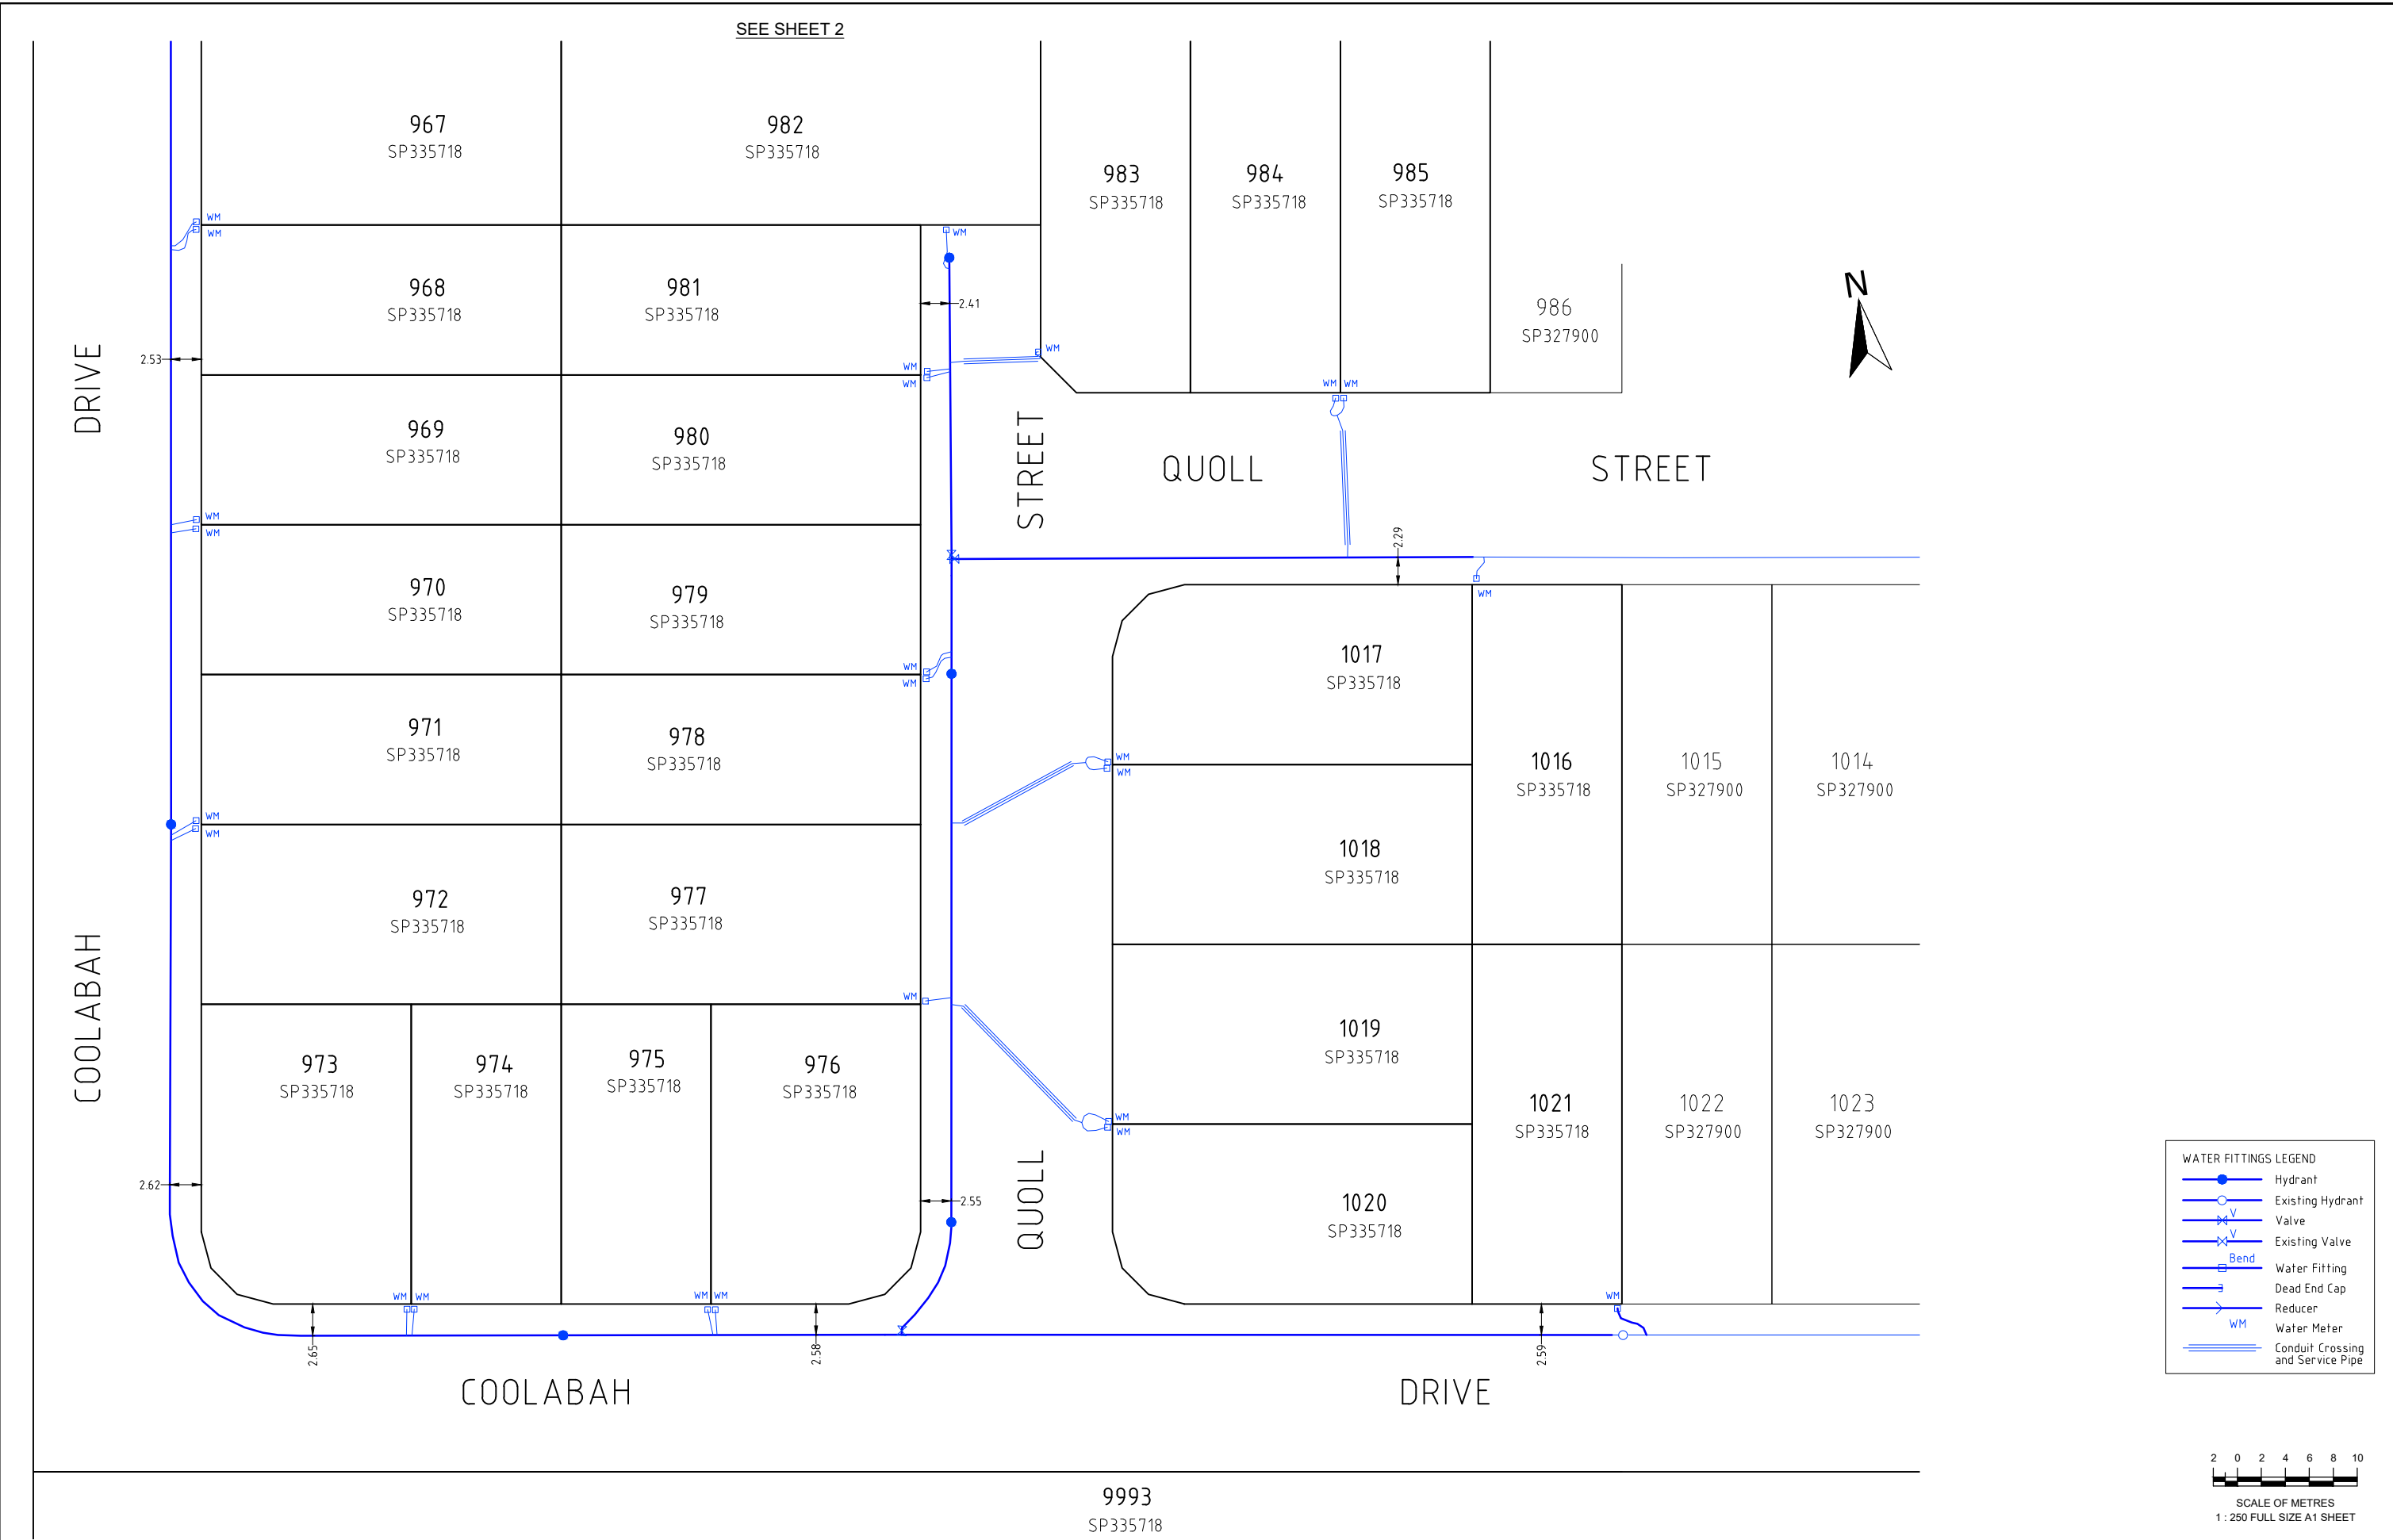 SEE SHEET 2
967
SP335718
982
SP335718
983
SP335718
984
SP335718
985
SP335718
WM
WM
WM
968
SP335718
981
SP335718
2.41
986
SP327900
N
DRIVE
2.53
WM
WM
WM
WM WM
969
SP335718
980
SP335718
STREET
QUOLL
STREET
WM
WM
2.29
970
SP335718
979
SP335718
WM
1017
SP335718
WM
WM
971
SP335718
978
SP335718
WM
WM
1016
SP335718
1015
SP327900
1014
SP327900
WM
WM
1018
SP335718
972
SP335718
977
SP335718
COOLABAH
WM
1019
SP335718
973
SP335718
974
SP335718
975
SP335718
976
SP335718
WM
WM
1021
SP335718
1022
SP327900
1023
SP327900
2.62
2.55
QUOLL
1020
SP335718
WM WM
WM WM
WM
2.65
2.58
2.59
COOLABAH
DRIVE
WATER FITTINGS LEGEND
Hydrant
Existing Hydrant
V
Valve
V
Existing Valve
Bend
Water Fitting
Dead End Cap
Reducer
WM
Water Meter
Conduit Crossing
and Service Pipe
2 0 2 4 6 8 10
SCALE OF METRES
1 : 250 FULL SIZE A1 SHEET
9993
SP335718